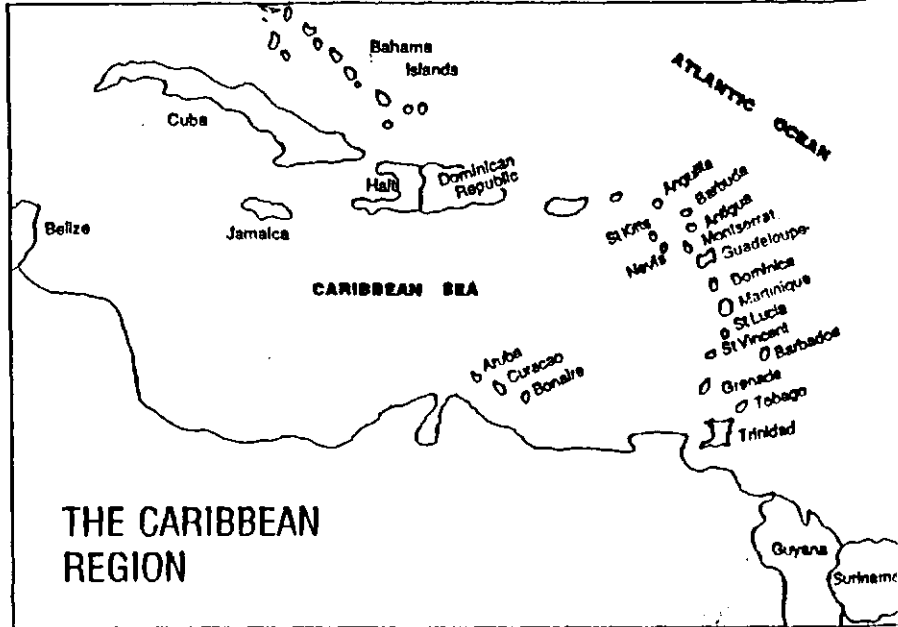 Bahama
Islands
ATLANTIC OCEAN
Cuba
Haiti
Dominican
Republic
Anguilla
Barbuda
Antigua
St Kitts
Montserrat
Belize
Jamaica
Nevis
Guadeloupe
Dominica
CARIBBEAN SEA
Martinique
St Lucia
St Vincent
Barbados
Aruba
Curacao
Bonaire
Grenada
Tobago
Trinidad
THE CARIBBEAN
REGION
Guyana
Suriname